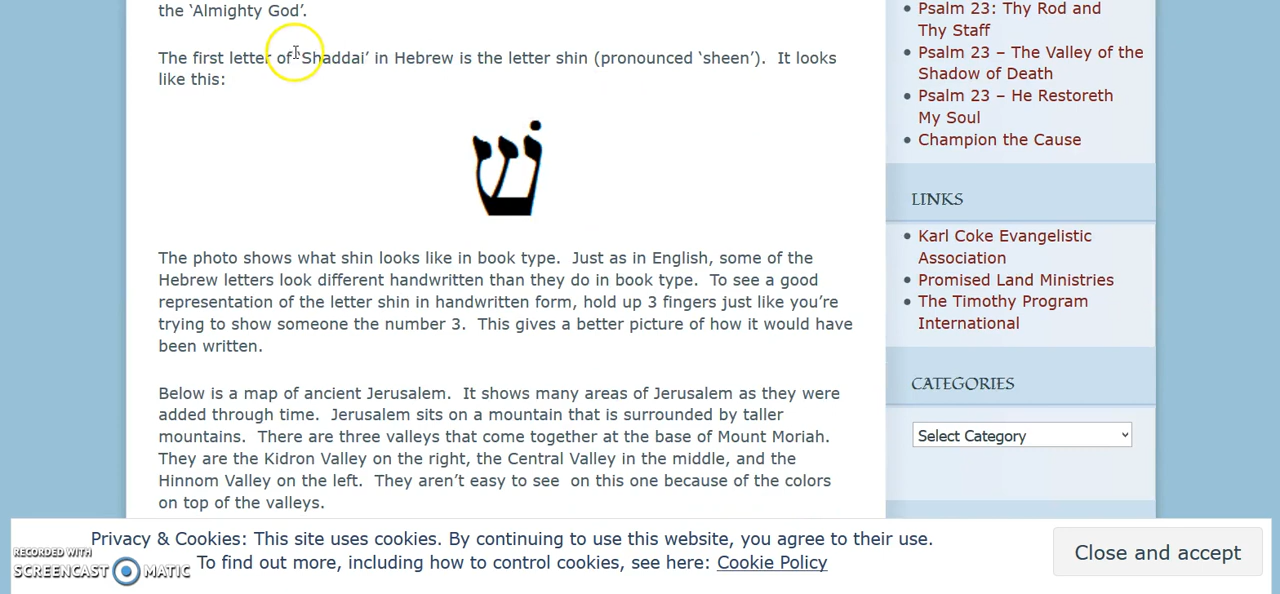 the ‘Almighty God’.
The first letter of ‘Shaddai’ in Hebrew is the letter shin (pronounced ‘sheen’).  It looks
like this:
שׁ
The photo shows what shin looks like in book type.  Just as in English, some of the
Hebrew letters look different handwritten than they do in book type.  To see a good
representation of the letter shin in handwritten form, hold up 3 fingers just like you’re
trying to show someone the number 3.  This gives a better picture of how it would have
been written.
Below is a map of ancient Jerusalem.  It shows many areas of Jerusalem as they were
added through time.  Jerusalem sits on a mountain that is surrounded by taller
mountains.  There are three valleys that come together at the base of Mount Moriah.
They are the Kidron Valley on the right, the Central Valley in the middle, and the
Hinnom Valley on the left.  They aren’t easy to see  on this one because of the colors
on top of the valleys.
Psalm 23: Thy Rod and
Thy Staff
Psalm 23 – The Valley of the
Shadow of Death
Psalm 23 – He Restoreth
My Soul
Champion the Cause
LINKS
Karl Coke Evangelistic
Association
Promised Land Ministries
The Timothy Program
International
CATEGORIES
Select Category
Privacy & Cookies: This site uses cookies. By continuing to use this website, you agree to their use.
To find out more, including how to control cookies, see here: Cookie Policy
Close and accept
RECORDED WITH
SCREENCAST MATIC